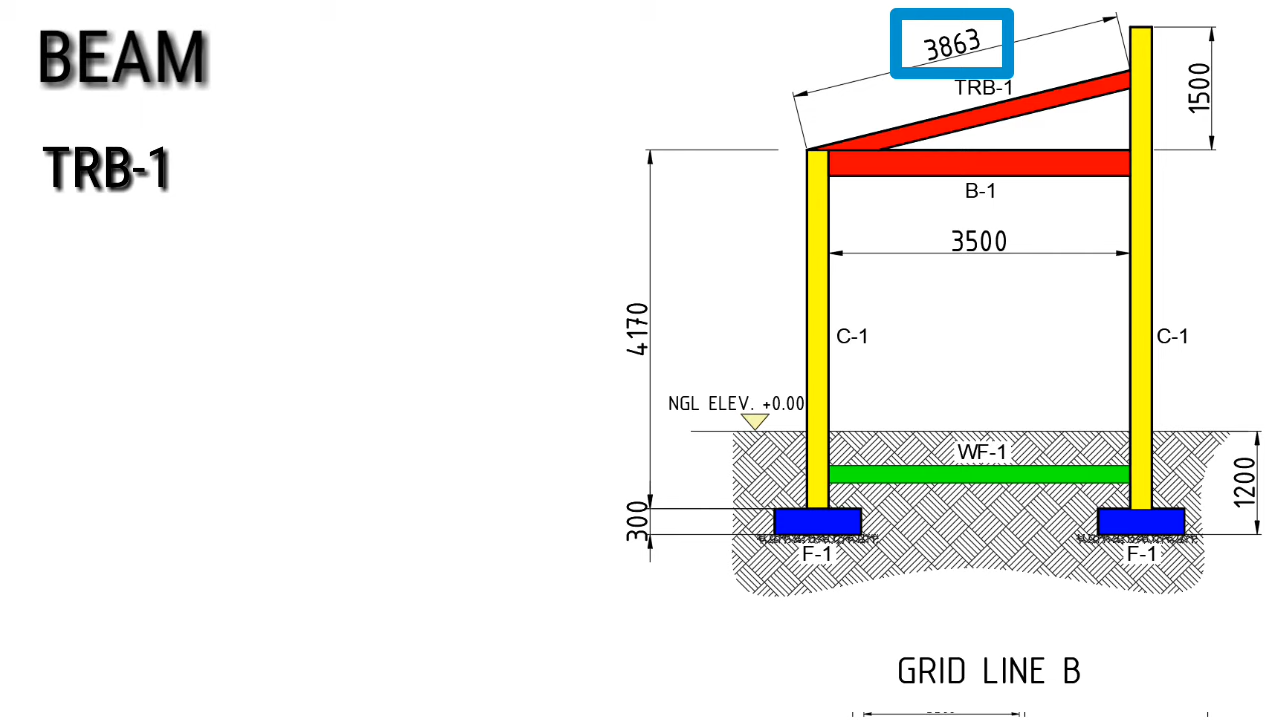 BEAM
TRB-1
3863
TRB-1
1500
B-1
3500
4170
C-1
C-1
NGL ELEV. +0.00
WF-1
1200
300
F-1
F-1
GRID LINE B